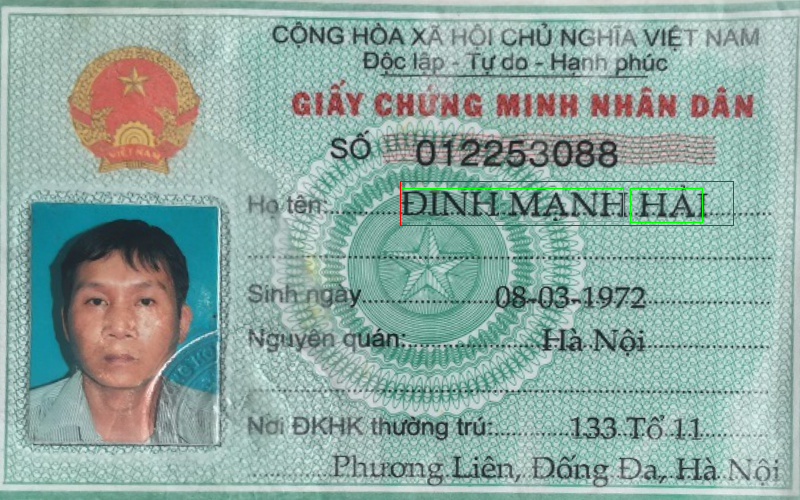 CỘNG HÒA XÃ HỘI CHỦ NGHĨA VIỆT NAM
Độc lập - Tự do - Hạnh phúc
GIẤY CHỨNG MINH NHÂN DÂN
SỐ 012253088
Họ tên: ĐINH MẠNH HẢI
Sinh ngày 08-03-1972
Nguyên quán: Hà Nội
Nơi ĐKHK thường trú: 133 Tổ 11
Phương Liên, Đống Đa, Hà Nội
VIỆT NAM